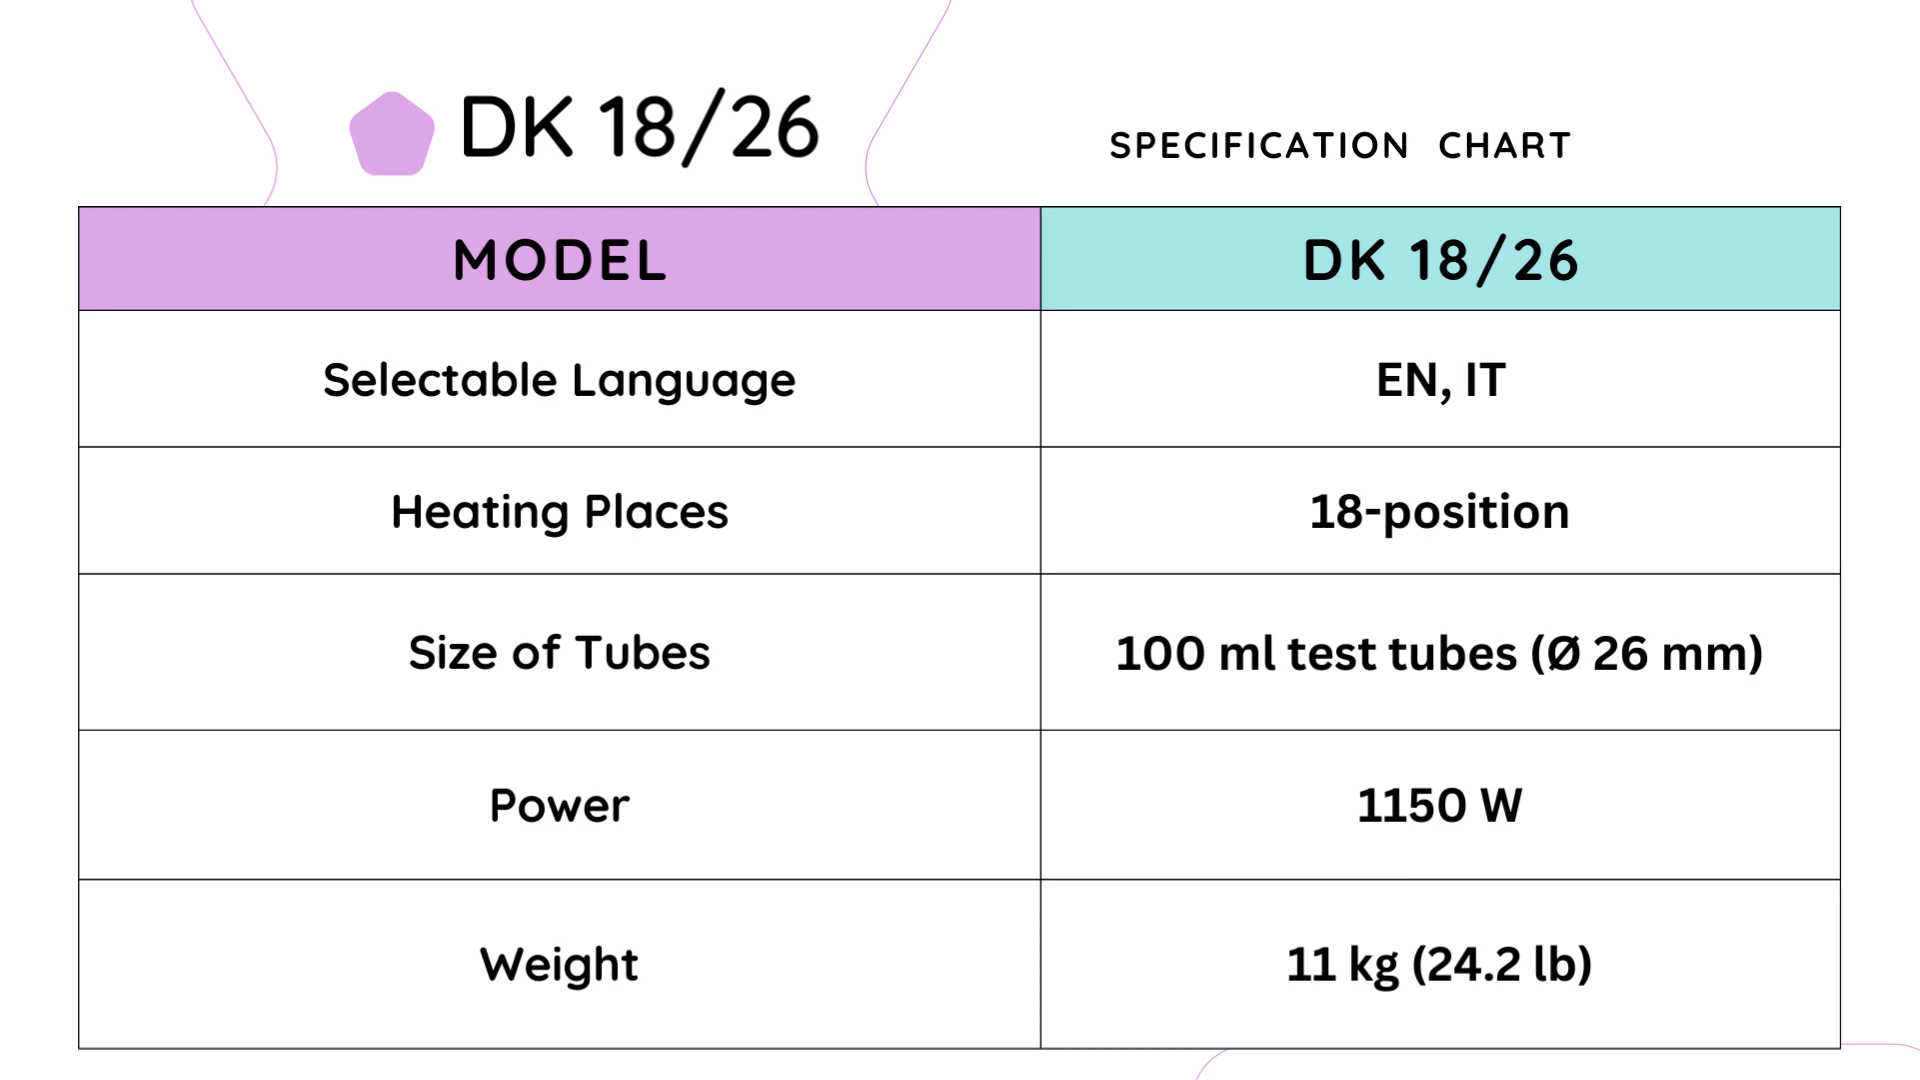 DK 18/26
SPECIFICATION CHART
MODEL
DK 18/26
Selectable Language
EN, IT
Heating Places
18-position
Size of Tubes
100 ml test tubes (Ø 26 mm)
Power
1150 W
Weight
11 kg (24.2 lb)